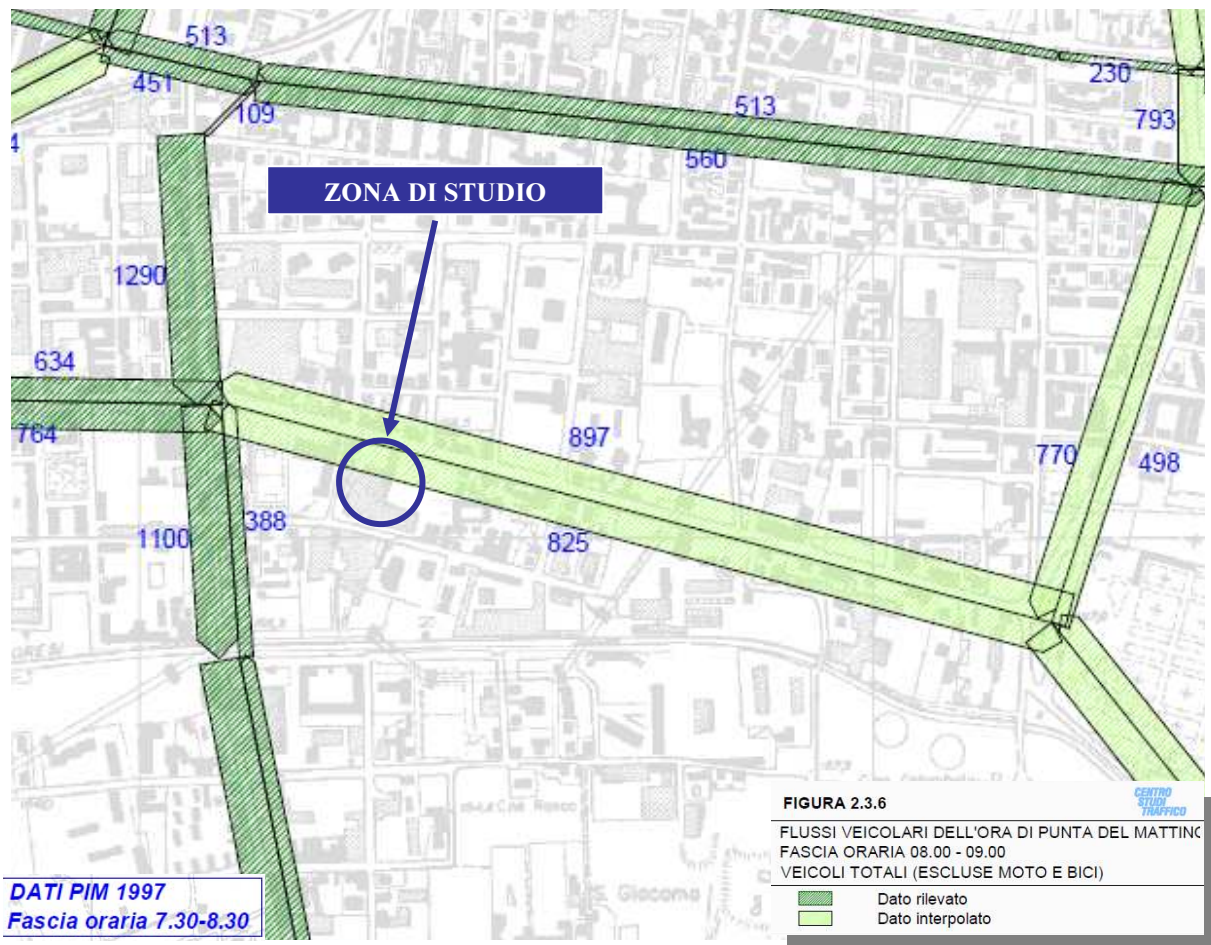 513
451
109
230
513
793
560
4
ZONA DI STUDIO
1290
634
764
897
770
498
388
1100
825
S. Giacomo
FIGURA 2.3.6
CENTRO
STUDI
TRAFFICO
FLUSSI VEICOLARI DELL'ORA DI PUNTA DEL MATTINO
FASCIA ORARIA 08.00 - 09.00
VEICOLI TOTALI (ESCLUSE MOTO E BICI)
Dato rilevato
Dato interpolato
DATI PIM 1997
Fascia oraria 7.30-8.30